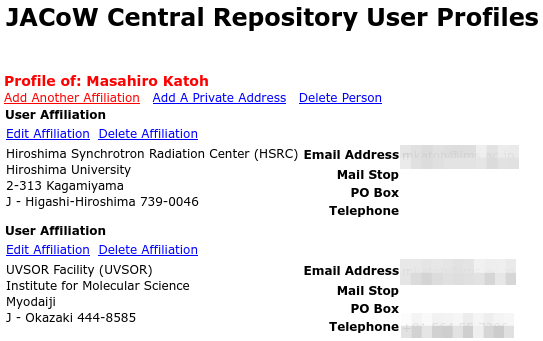 JACoW Central Repository User Profiles
Profile of: Masahiro Katoh
Add Another Affiliation Add A Private Address Delete Person
User Affiliation
Edit Affiliation Delete Affiliation
Hiroshima Synchrotron Radiation Center (HSRC) Email Address
Hiroshima University Mail Stop
2-313 Kagamiyama PO Box
J - Higashi-Hiroshima 739-0046 Telephone
User Affiliation
Edit Affiliation Delete Affiliation
UVSOR Facility (UVSOR) Email Address
Institute for Molecular Science Mail Stop
Myodaiji PO Box
J - Okazaki 444-8585 Telephone